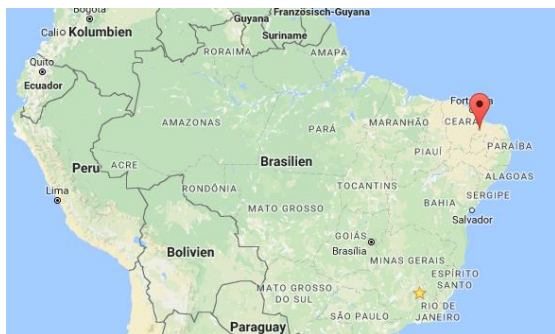 Bogotá
Guyana
Französisch-Guyana
Cali
Kolumbien
Suriname
RORAIMA
AMAPÁ
Quito
Ecuador
CEARÁ
AMAZONAS
PARÁ
MARANHÃO
PARAÍBA
PIAUÍ
ACRE
Peru
Brasilien
ALAGOAS
RONDÔNIA
TOCANTINS
SERGIPE
Lima
BAHIA
MATO GROSSO
Salvador
GOIÁS
Brasília
Bolivien
MINAS GERAIS
ESPÍRITO
SANTO
MATO GROSSO
DO SUL
RIO DE
JANEIRO
SÃO PAULO
Paraguay